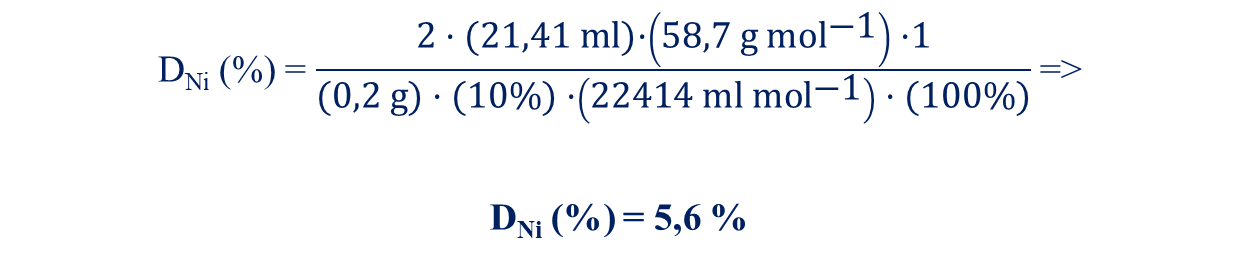 D_Ni (%) = \frac{2 · (21,41 ml)·(58,7 g mol^{−1}) ·1}{(0,2 g) · (10%) ·(22414 ml mol^{−1}) · (100%)} =>
D_Ni (%) = 5,6 %